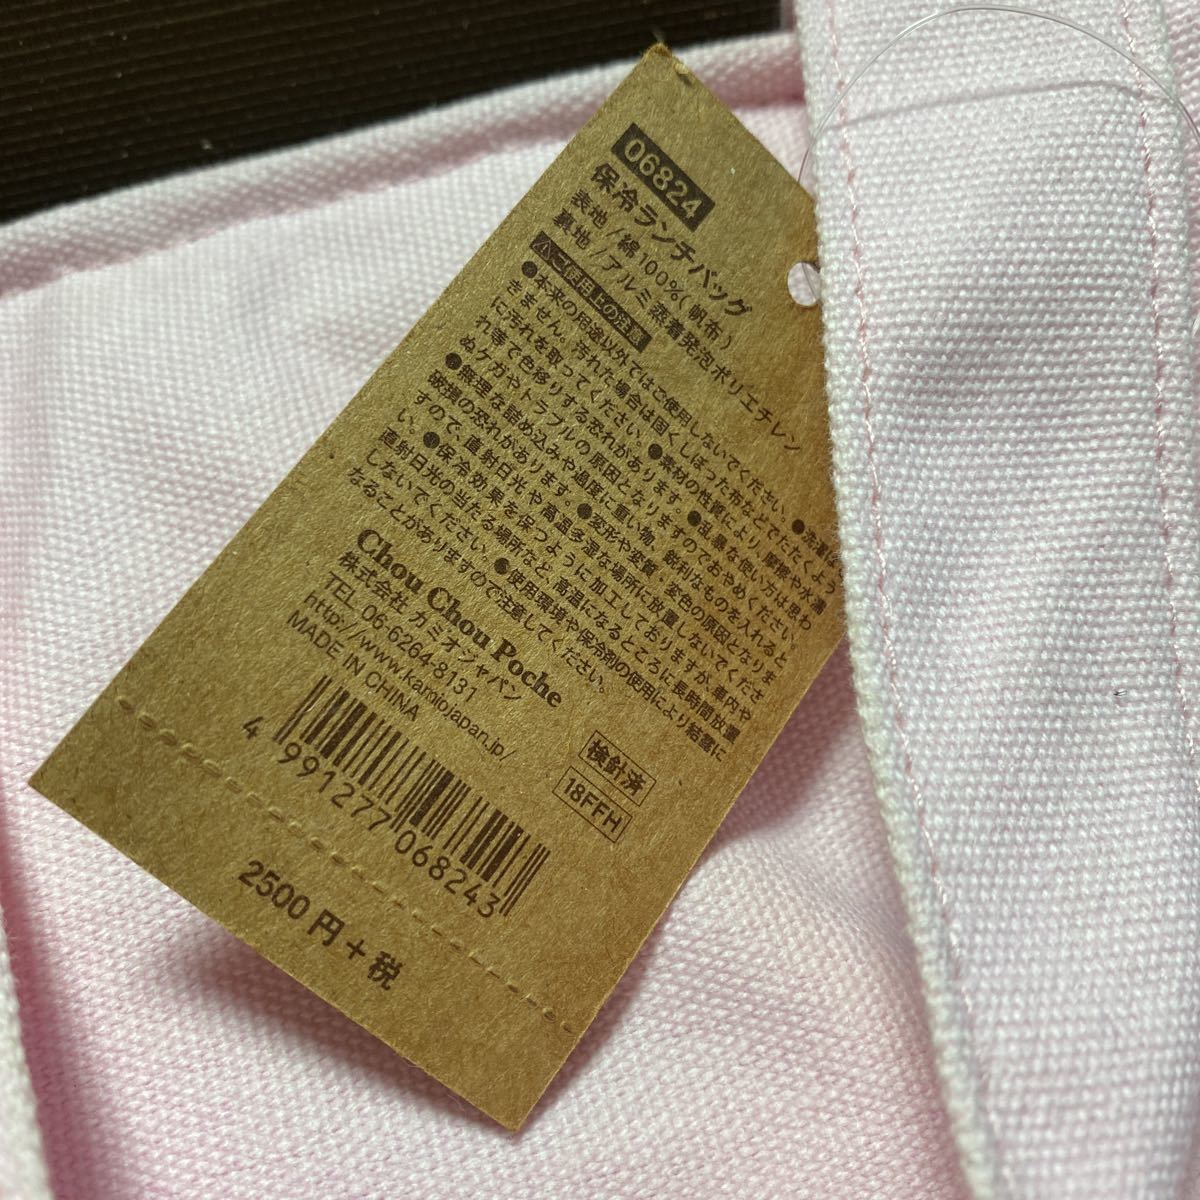 06824
保冷ランチバッグ
表地/綿100%(帆布)
裏地//アルミ蒸着発泡ポリエチレン
⚠ご使用上の注意
●本来の用途以外ではご使用しないでください。●洗濯
きません。汚れた場合は固くしぼった布などでたたくよう
に汚れを取ってください。●素材の性質により、摩擦や水濡
れ等で色移りする恐れがあります。●乱暴な使い方は思わ
ぬケガやトラブルの原因となりますのでおやめください。
●無理な詰め込みや過度に重い物、鋭利なものを入れると
破損の恐れがあります。●変形や変質、変色の原因となりま
すので、直射日光や高温多湿な場所に放置しないでくださ
い。●保冷効果を保つように加工しておりますが、車内や
直射日光の当たる場所など、高温になるところに長時間放置
しないでください。●使用環境や保冷剤の使用により結露に
なることがありますので注意してください。
Chou Chou Poche
株式会社 カミオジャパン
TEL 06-6264-8131
http://www.kamiojapan.jp/
MADE IN CHINA
検針済
18FFH
4 991277 068243
2500円+税